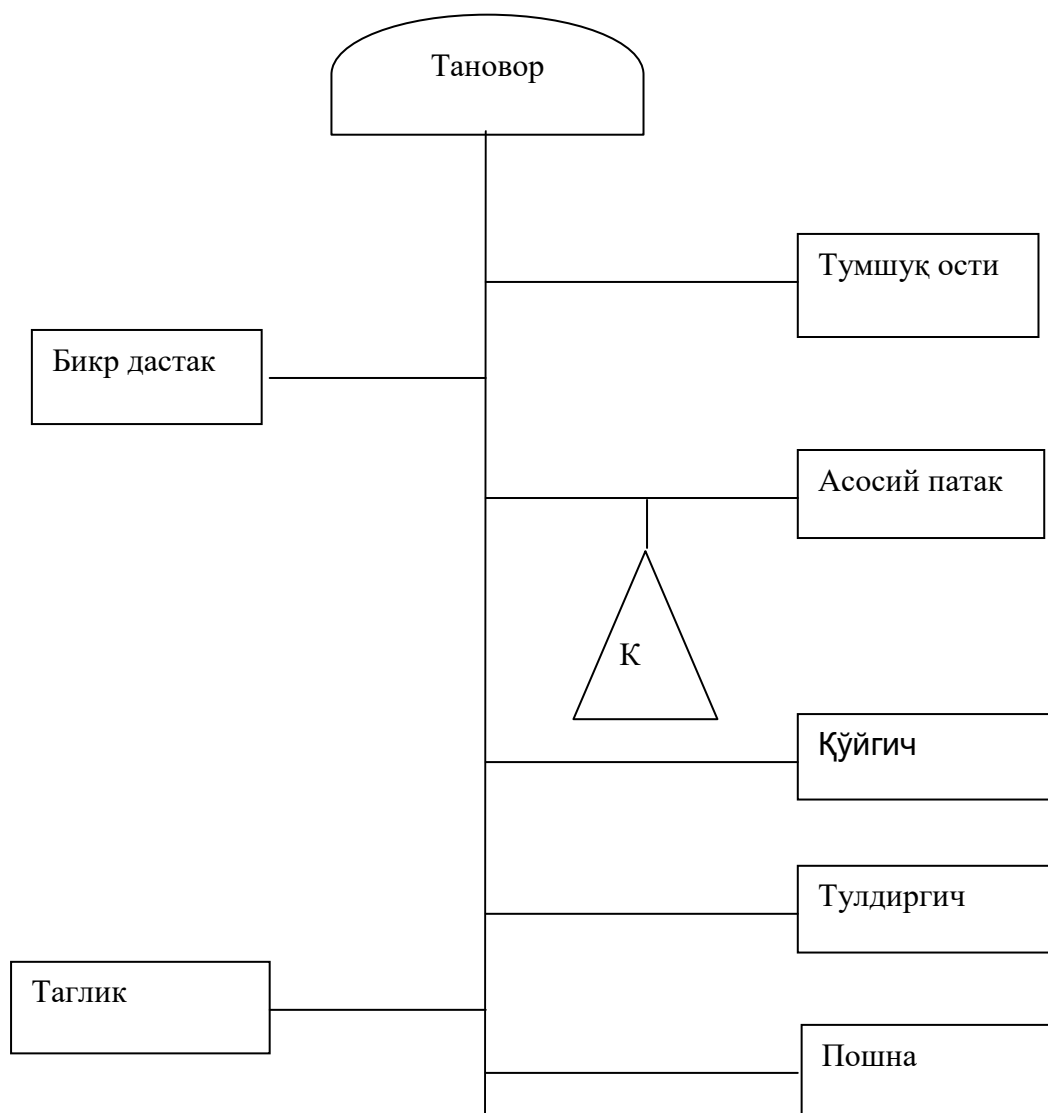 Тановор
Тумшуқ ости
Бикр дастак
Асосий патак
К
Қўйгич
Тулдиргич
Таглик
Пошна